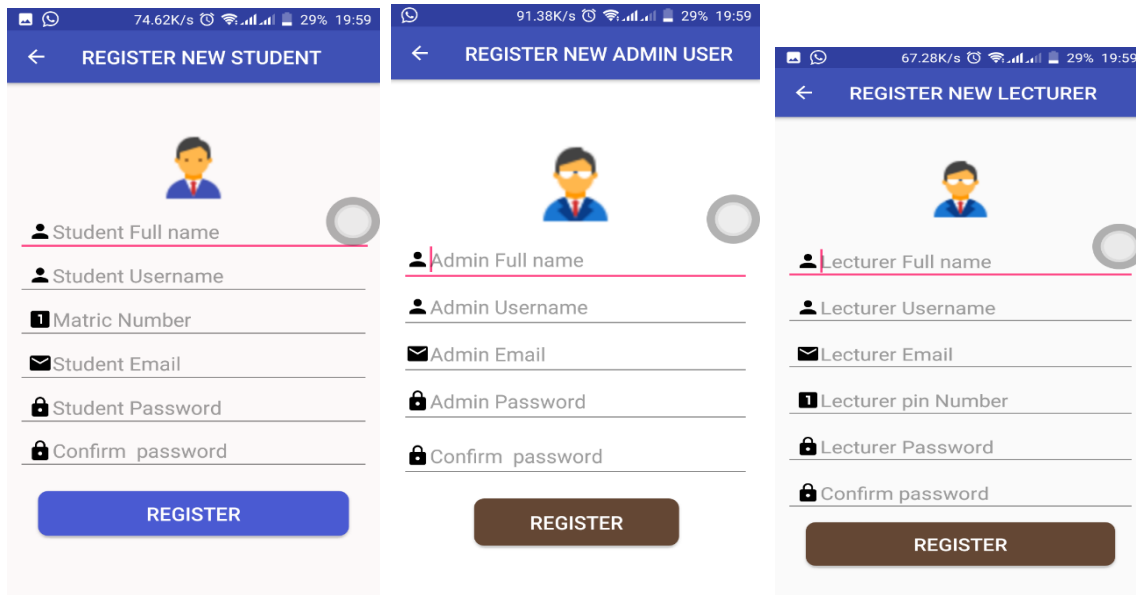 74.62K/s 29% 19:59
REGISTER NEW STUDENT
Student Full name
Student Username
1 Matric Number
Student Email
Student Password
Confirm password
REGISTER
91.38K/s 29% 19:59
REGISTER NEW ADMIN USER
Admin Full name
Admin Username
Admin Email
Admin Password
Confirm password
REGISTER
67.28K/s 29% 19:59
REGISTER NEW LECTURER
Lecturer Full name
Lecturer Username
Lecturer Email
1 Lecturer pin Number
Lecturer Password
Confirm password
REGISTER